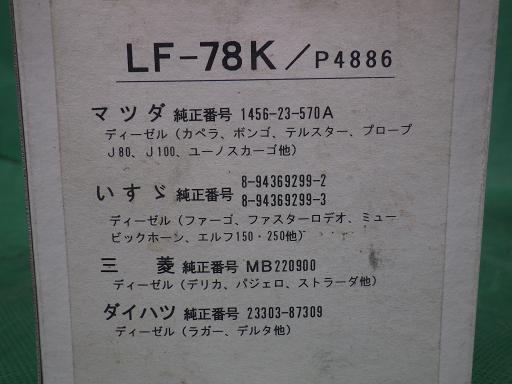 LF-78K／P4886
マツダ 純正番号 1456-23-570A
ディーゼル（カペラ、ボンゴ、テルスター、プローブ
J80、J100、ユーノスカーゴ他）
いすゞ 純正番号 8-94369299-2
8-94369299-3
ディーゼル（ファーゴ、ファスターロデオ、ミュー
ビックホーン、エルフ150・250他）
三菱 純正番号 MB220900
ディーゼル（デリカ、パジェロ、ストラーダ他）
ダイハツ 純正番号 23303-87309
ディーゼル（ラガー、デルタ他）